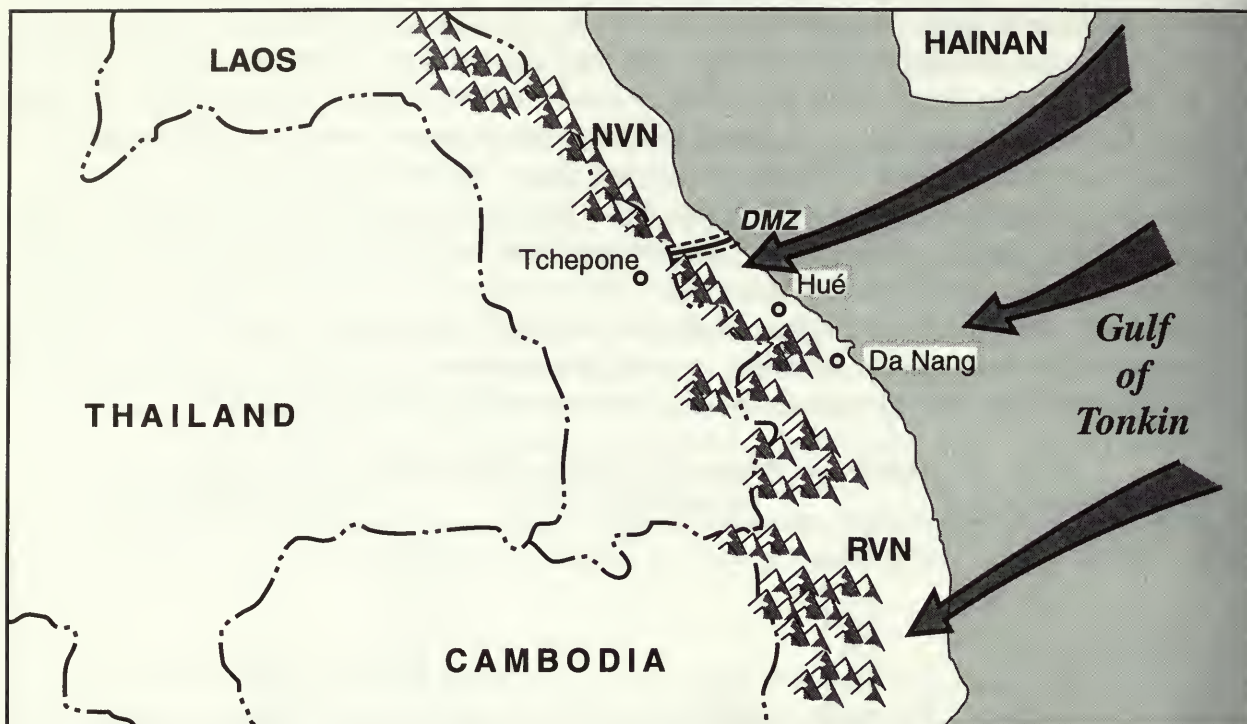 HAINAN
LAOS
NVN
DMZ
Tchepone
Hué
Gulf
of
Tonkin
Da Nang
THAILAND
RVN
CAMBODIA